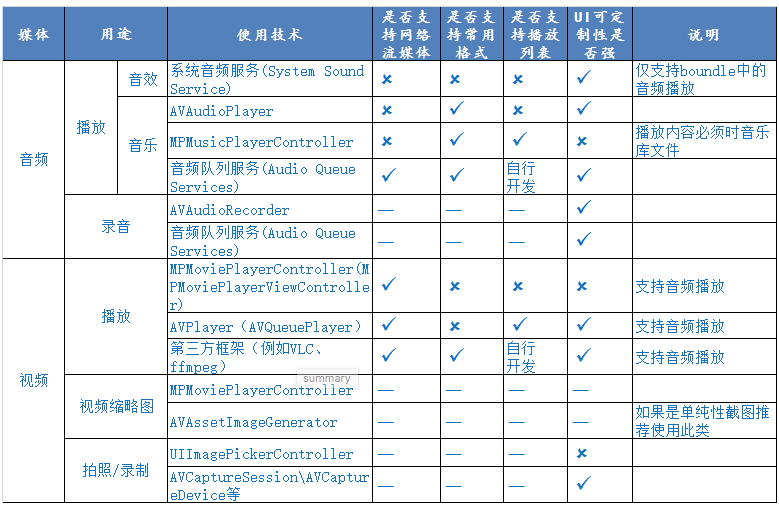 媒体 用途 使用技术 是否支持网络流媒体 是否支持常用格式 是否支持播放列表 UI可定制性是否强 说明
音频 播放 音效 系统音频服务(System Sound Service) × × × ✓ 仅支持boundle中的音频播放
音乐 AVAudioPlayer × ✓ × ✓
MPMusicPlayerController × ✓ ✓ × 播放内容必须时音乐库文件
音频队列服务(Audio Queue Services) ✓ ✓ 自行开发 ✓
录音 AVAudioRecorder — — — ✓
音频队列服务(Audio Queue Services) — — — ✓
视频 播放 MPMoviePlayerController(MPMoviePlayerViewController) ✓ × × × 支持音频播放
AVPlayer（AVQueuePlayer） ✓ × ✓ ✓ 支持音频播放
第三方框架（例如VLC、ffmpeg） ✓ ✓ 自行开发 ✓ 支持音频播放
summary
视频缩略图 MPMoviePlayerController — — — —
AVAssetImageGenerator — — — — 如果是单纯性截图推荐使用此类
拍照/录制 UIImagePickerController — — — ×
AVCaptureSession\AVCaptureDevice等 — — — ✓